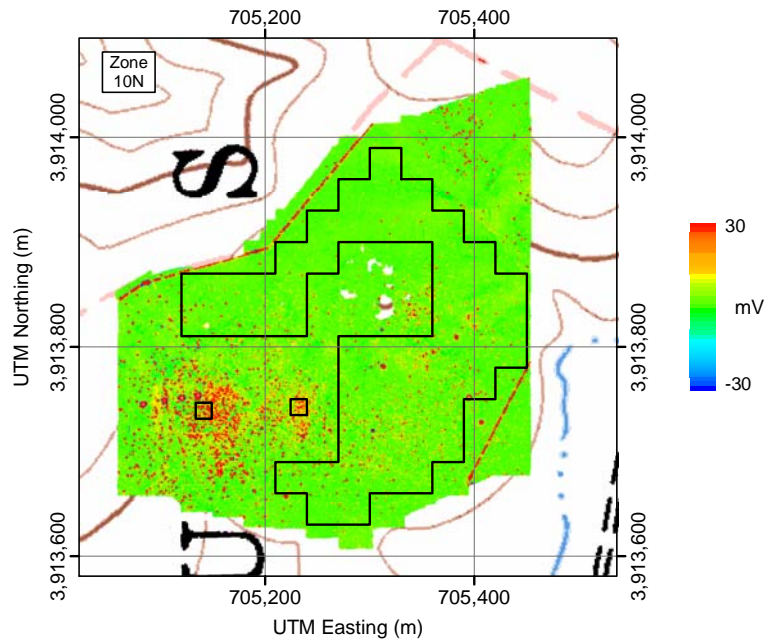 705,200 705,400
Zone
10N
3,914,000 3,914,000
S
30
UTM Northing (m)
mV
3,813,800 3,913,800
-30
U
3,913,600 3,913,600
705,200 705,400
UTM Easting (m)